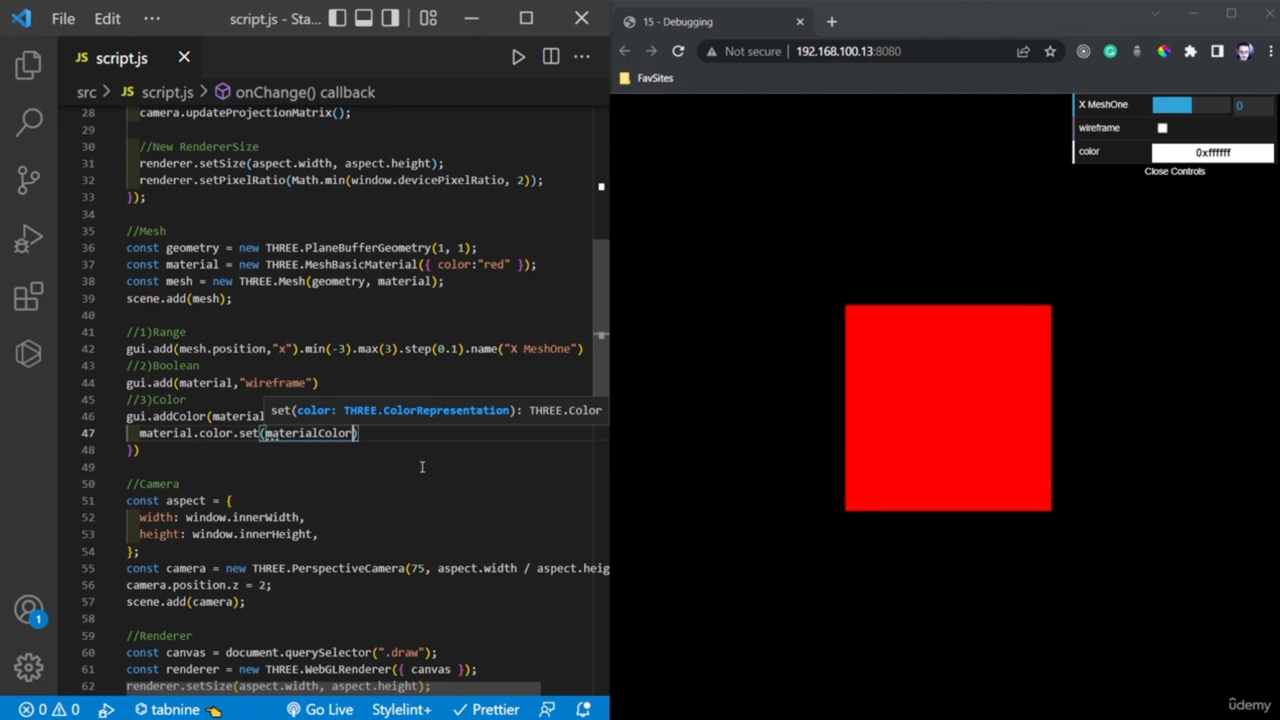 File Edit ··· script.js - Sta...
JS script.js
src > JS script.js > onChange() callback
28 camera.updateProjectionMatrix();
29
30 //New RendererSize
31 renderer.setSize(aspect.width, aspect.height);
32 renderer.setPixelRatio(Math.min(window.devicePixelRatio, 2));
33 });
34
35 //Mesh
36 const geometry = new THREE.PlaneBufferGeometry(1, 1);
37 const material = new THREE.MeshBasicMaterial({ color:"red" });
38 const mesh = new THREE.Mesh(geometry, material);
39 scene.add(mesh);
40
41 //1)Range
42 gui.add(mesh.position,"x").min(-3).max(3).step(0.1).name("X MeshOne")
43 //2)Boolean
44 gui.add(material,"wireframe")
45 //3)Color
set(color: THREE.ColorRepresentation): THREE.Color
46 gui.addColor(material
47 material.color.set(materialColor)
48 })
49
50 //Camera
51 const aspect = {
52 width: window.innerWidth,
53 height: window.innerHeight,
54 };
55 const camera = new THREE.PerspectiveCamera(75, aspect.width / aspect.heig
56 camera.position.z = 2;
57 scene.add(camera);
58
59 //Renderer
60 const canvas = document.querySelector(".draw");
61 const renderer = new THREE.WebGLRenderer({ canvas });
62 renderer.setSize(aspect.width, aspect.height);
1
0 0 tabnine Go Live Stylelint+ Prettier
15 - Debugging
Not secure 192.168.100.13:8080
FavSites
X MeshOne 0
wireframe
color 0xffffff
Close Controls
ûdemy